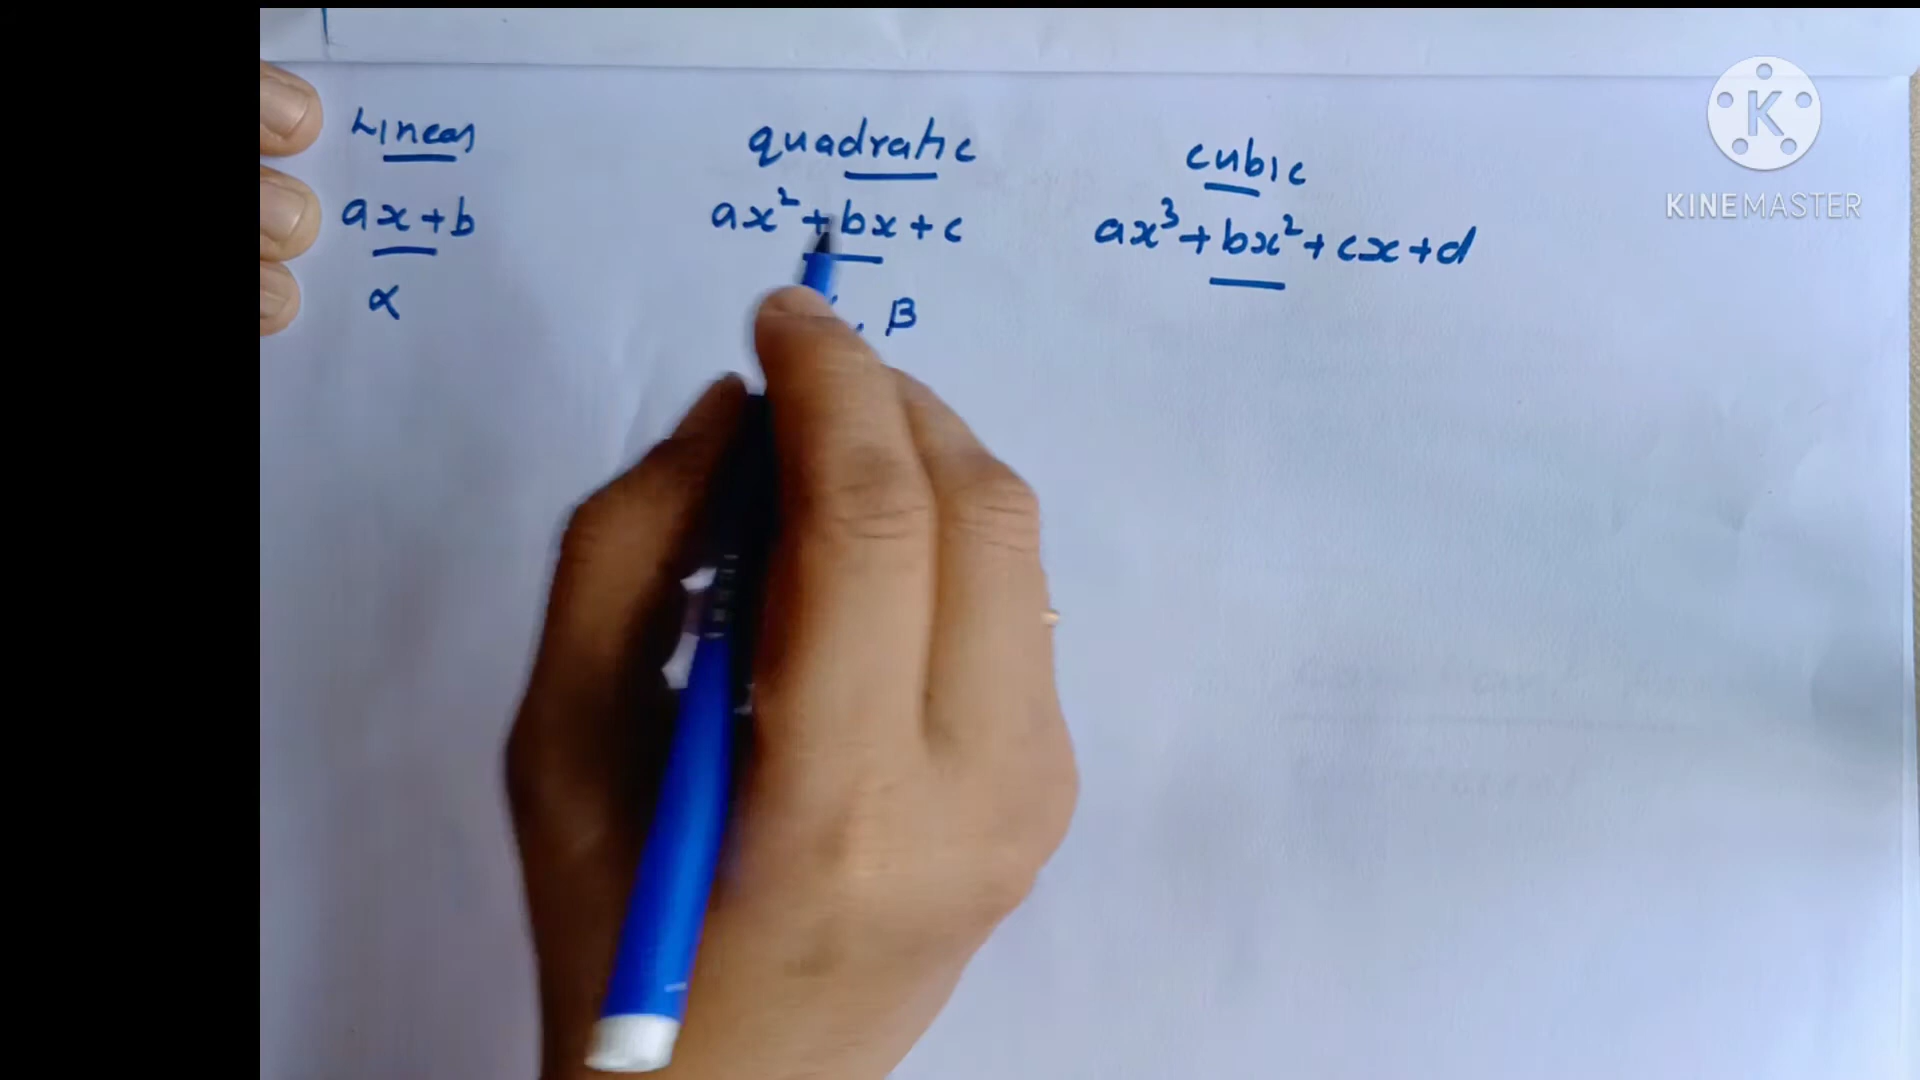 Linear
ax+b
α
quadratic
ax²+bx+c
, β
cubic
ax³+bx²+cx+d
K
KINEMASTER